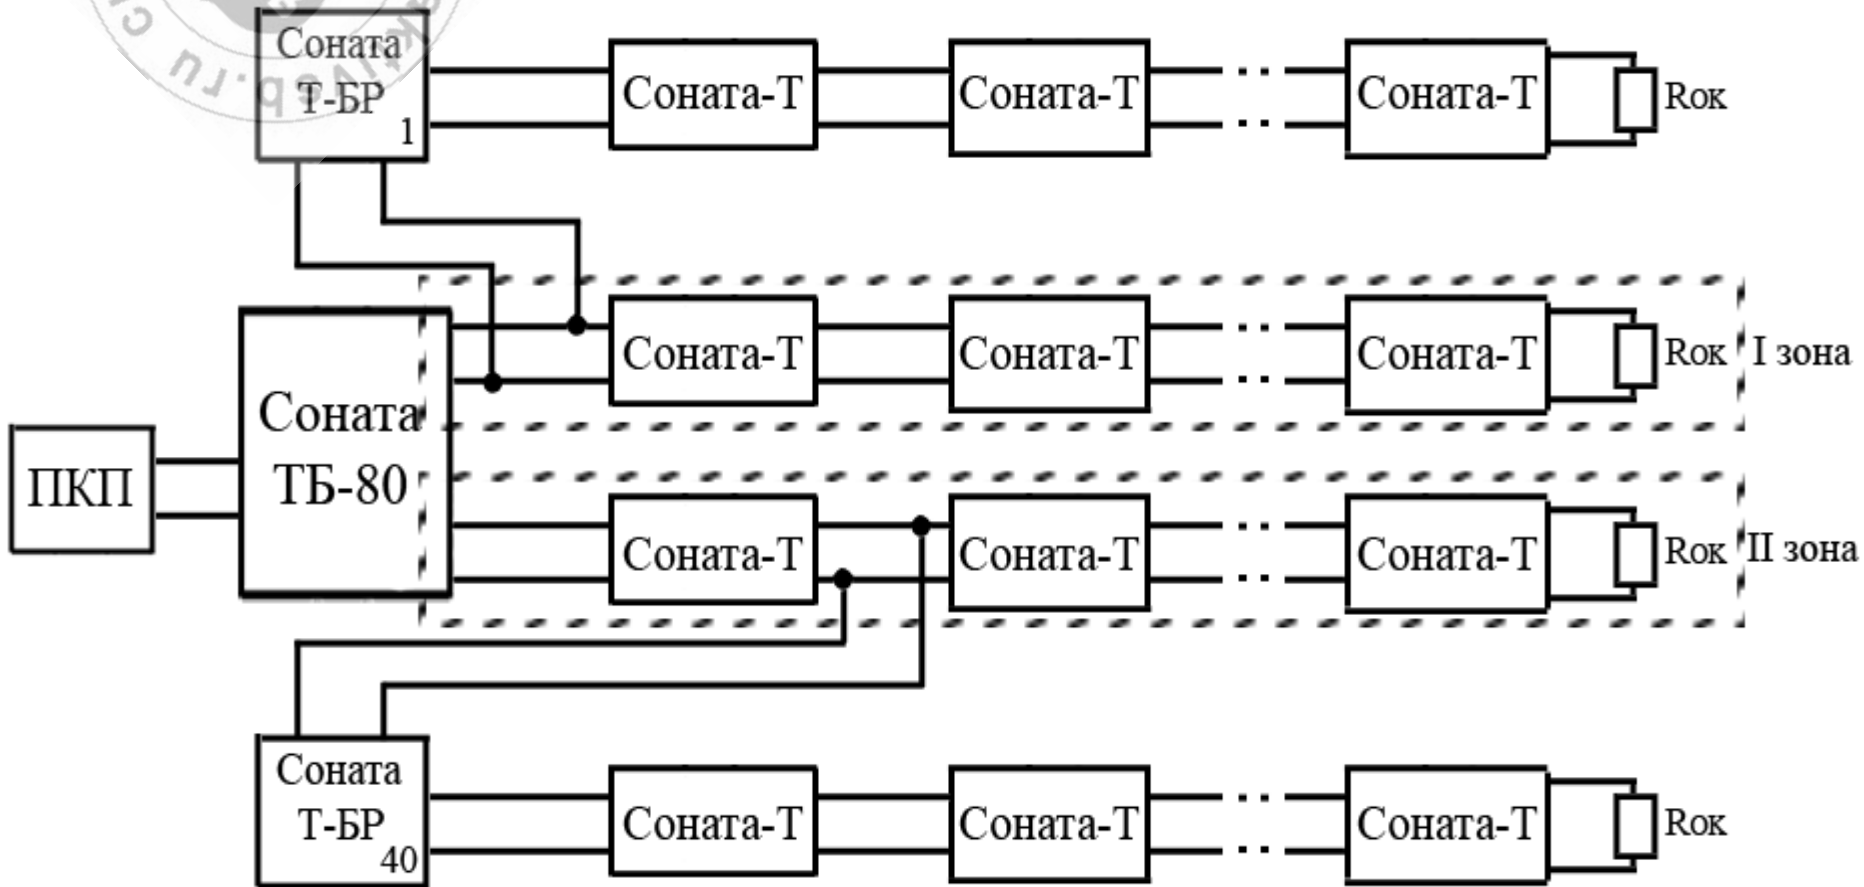 Соната
Т-БР
1
Соната-Т
Соната-Т
Соната-Т
Rок
Соната
ТБ-80
ПКП
Соната-Т
Соната-Т
Соната-Т
Rок
I зона
Соната-Т
Соната-Т
Соната-Т
Rок
II зона
Соната
Т-БР
40
Соната-Т
Соната-Т
Соната-Т
Rок